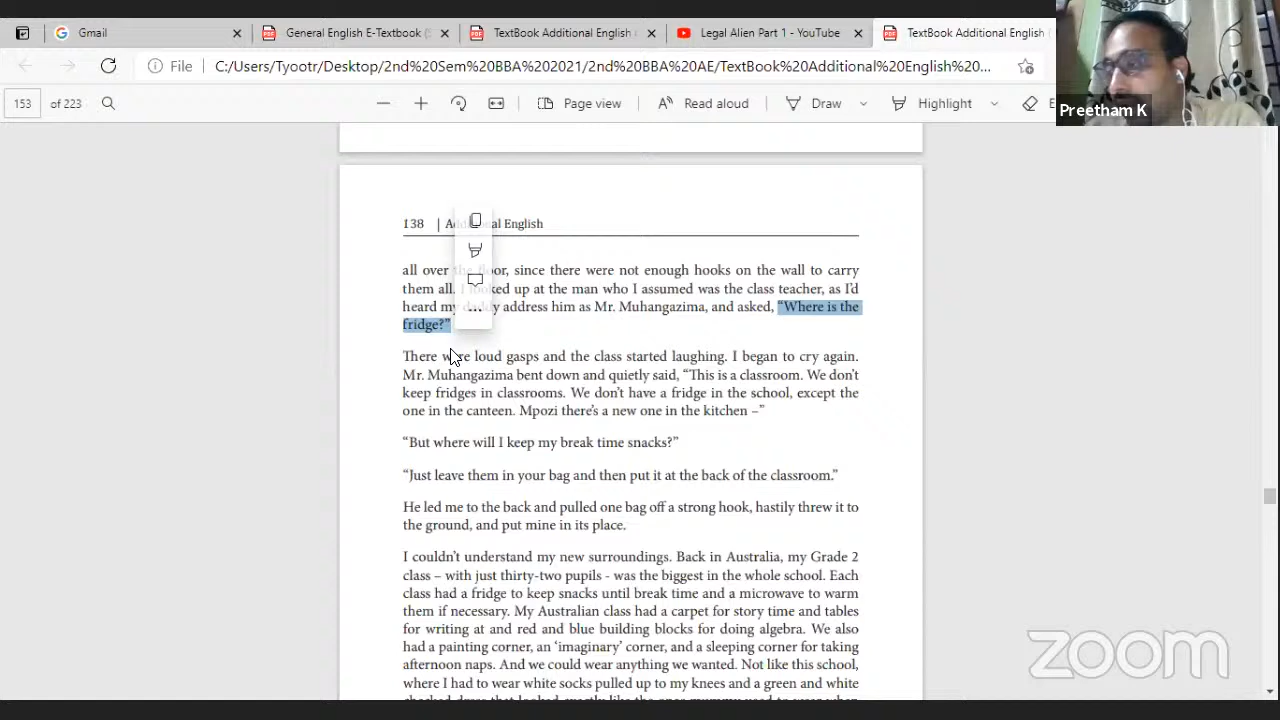 Gmail
General English E-Textbook (S
TextBook Additional English
Legal Alien Part 1 - YouTube
TextBook Additional English
File
C:/Users/Tyootr/Desktop/2nd%20Sem%20BBA%202021/2nd%20BBA%20AE/TextBook%20Additional%20English%20...
153 of 223
Page view
Read aloud
Draw
Highlight
Preetham K
138 | Additional English
all over the floor, since there were not enough hooks on the wall to carry
them all. I looked up at the man who I assumed was the class teacher, as I’d
heard my daddy address him as Mr. Muhangazima, and asked, “Where is the
fridge?”
There were loud gasps and the class started laughing. I began to cry again.
Mr. Muhangazima bent down and quietly said, “This is a classroom. We don’t
keep fridges in classrooms. We don’t have a fridge in the school, except the
one in the canteen. Mpozi there’s a new one in the kitchen –”
“But where will I keep my break time snacks?”
“Just leave them in your bag and then put it at the back of the classroom.”
He led me to the back and pulled one bag off a strong hook, hastily threw it to
the ground, and put mine in its place.
I couldn’t understand my new surroundings. Back in Australia, my Grade 2
class – with just thirty-two pupils - was the biggest in the whole school. Each
class had a fridge to keep snacks until break time and a microwave to warm
them if necessary. My Australian class had a carpet for story time and tables
for writing at and red and blue building blocks for doing algebra. We also
had a painting corner, an ‘imaginary’ corner, and a sleeping corner for taking
afternoon naps. And we could wear anything we wanted. Not like this school,
where I had to wear white socks pulled up to my knees and a green and white
zoom